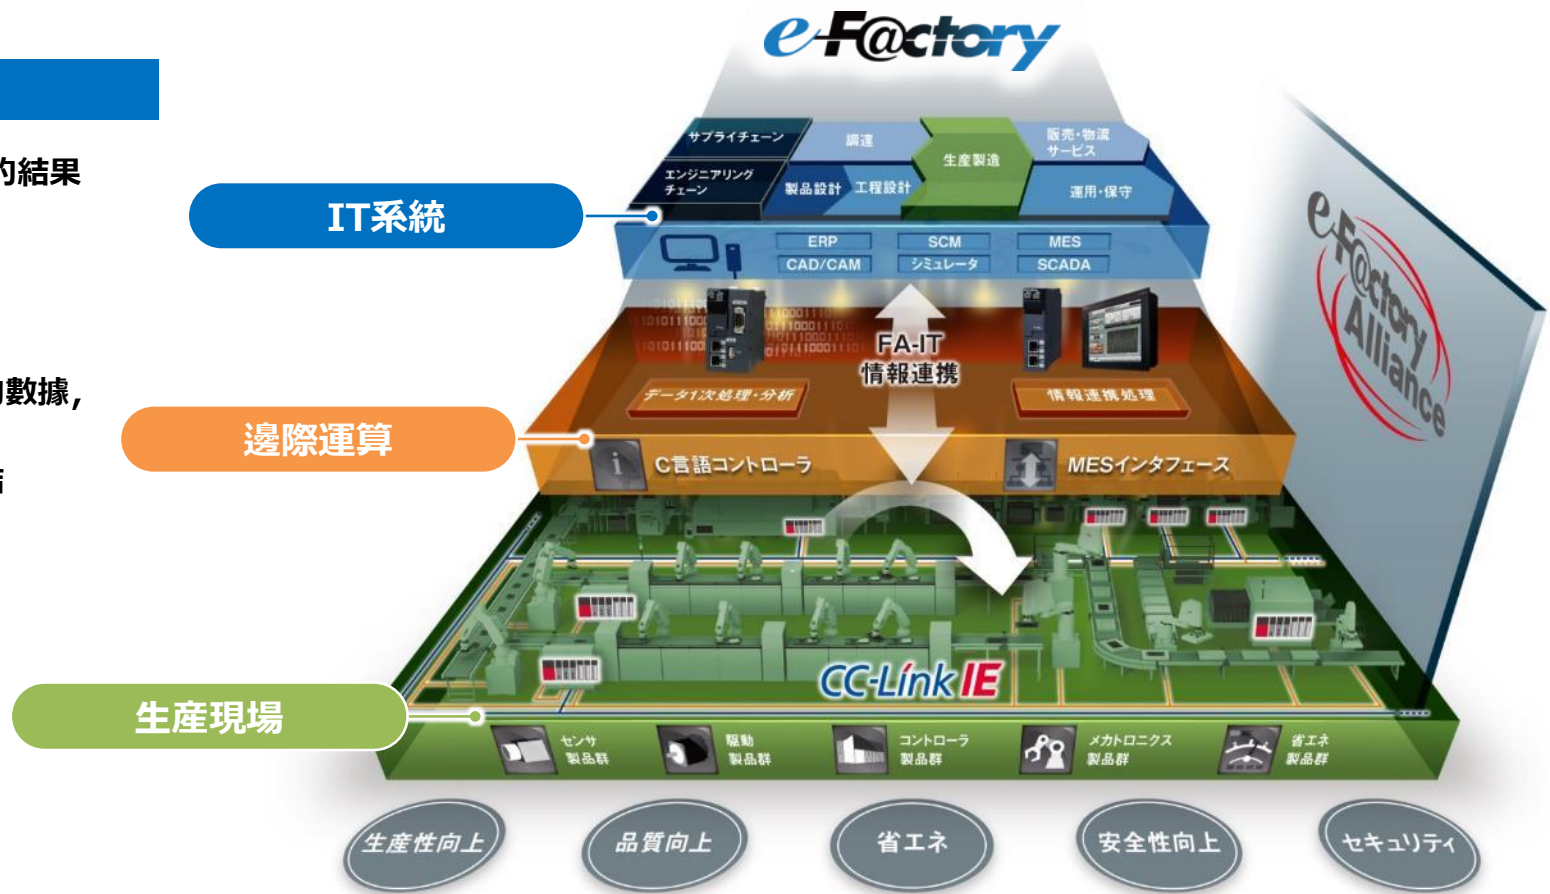 e-F@ctory
的結果
數據,
IT系統
邊際運算
生産現場
サプライチェーン
調達
生産製造
販売・物流
サービス
エンジニアリング
チェーン
製品設計
工程設計
運用・保守
ERP
SCM
MES
CAD/CAM
シミュレータ
SCADA
FA-IT
情報連携
データ1次処理・分析
情報連携処理
C言語コントローラ
MESインタフェース
e-F@ctory
Alliance
CC-Link IE
センサ
製品群
駆動
製品群
コントローラ
製品群
メカトロニクス
製品群
省エネ
製品群
生産性向上
品質向上
省エネ
安全性向上
セキュリティ